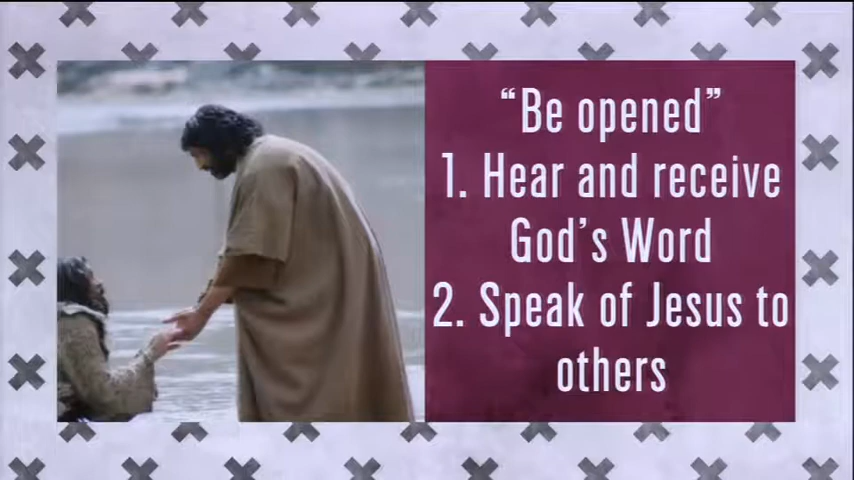 “Be opened”
1. Hear and receive
God’s Word
2. Speak of Jesus to
others